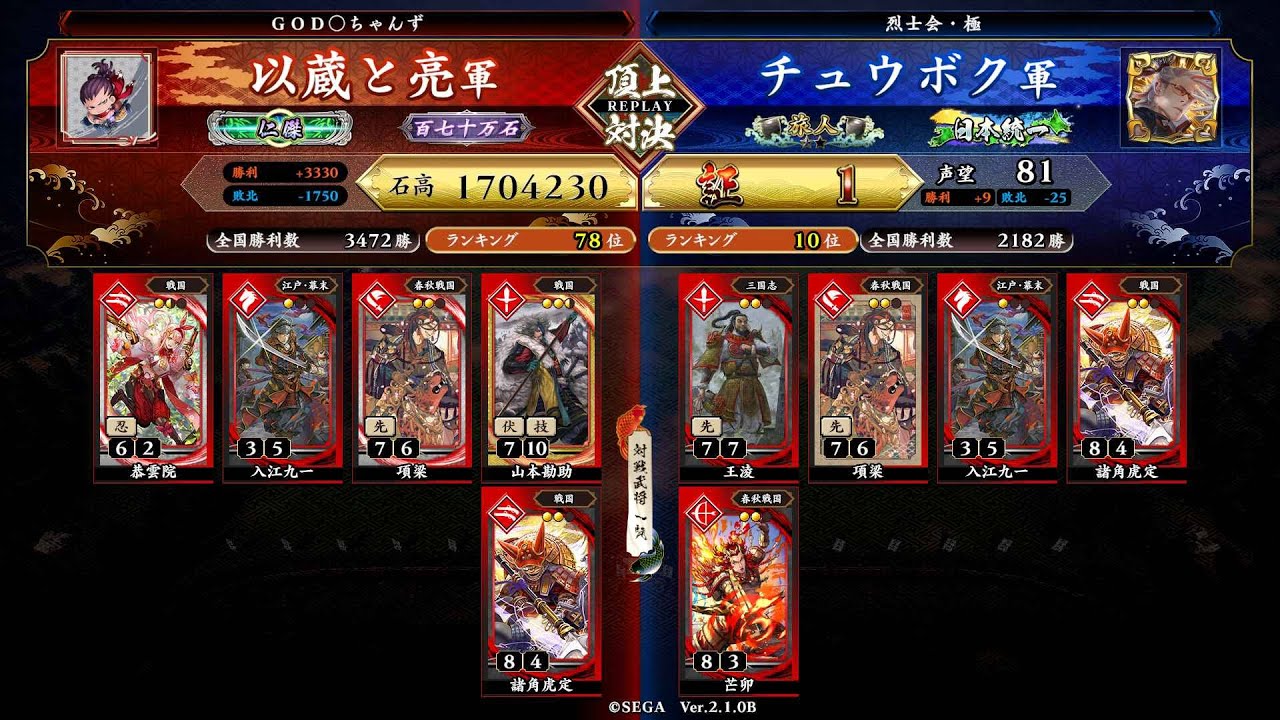 GOD〇ちゃんず
烈士会・極
以蔵と亮軍
頂上
REPLAY
対決
チュウボク軍
仁傑
百七十万石
旅人
日本統一
勝利 +3330
敗北 -1750
石高 1704230
証 1
声望 81
勝利 +9 敗北 -25
全国勝利数 3472勝
ランキング 78位
ランキング 10位
全国勝利数 2182勝
戦国
江戸・幕末
春秋戦国
戦国
三国志
春秋戦国
江戸・幕末
戦国
忍
先
伏 技
先
先
6 2
3 5
7 6
7 10
7 7
7 6
3 5
8 4
恭雲院
入江九一
項梁
山本勘助
王淩
項梁
入江九一
諸角虎定
対戦武将一覧
戦国
春秋戦国
8 4
8 3
諸角虎定
芒卯
©SEGA Ver.2.1.0B